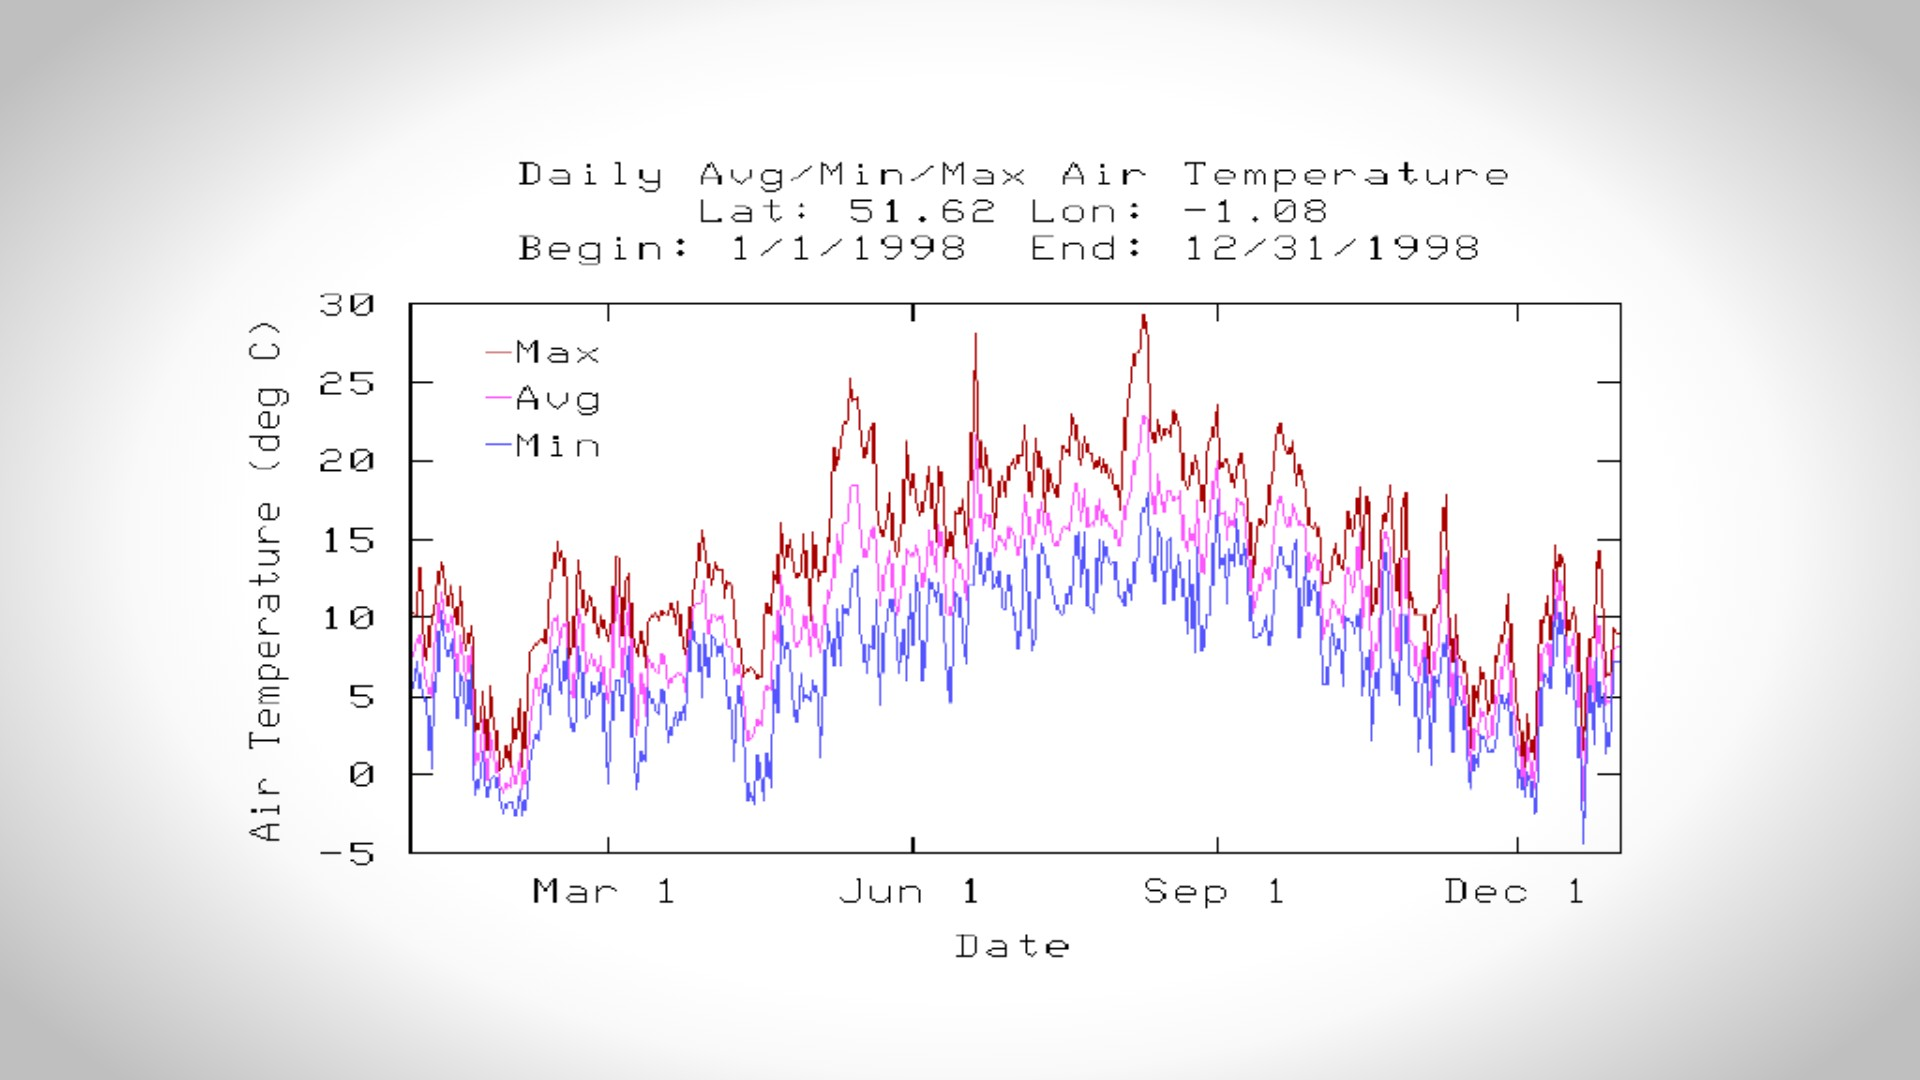 Daily Avg/Min/Max Air Temperature
Lat: 51.62 Lon: -1.08
Begin: 1/1/1998 End: 12/31/1998
Air Temperature (deg C)
30
25
20
15
10
5
0
-5
Max
Avg
Min
Mar 1
Jun 1
Sep 1
Dec 1
Date